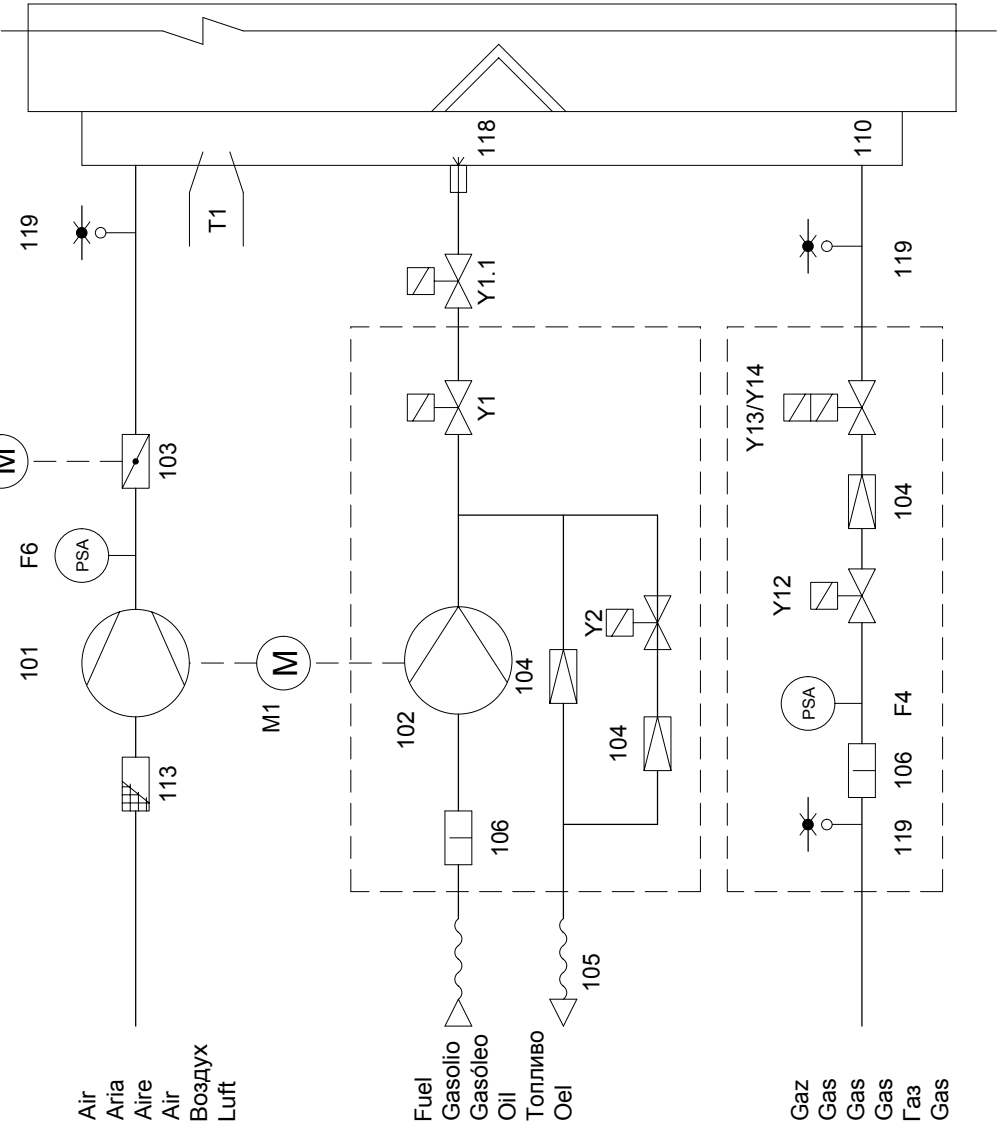 Air
Aria
Aire
Air
Воздух
Luft
113
101
F6
PSA
M
103
119
T1
M1
M
Fuel
Gasolio
Gasóleo
Oil
Топливо
Oel
105
106
102
104
104
Y2
Y1
Y1.1
118
Gaz
Gas
Gas
Gas
Газ
Gas
119
106
PSA
F4
Y12
104
Y13/Y14
119
110